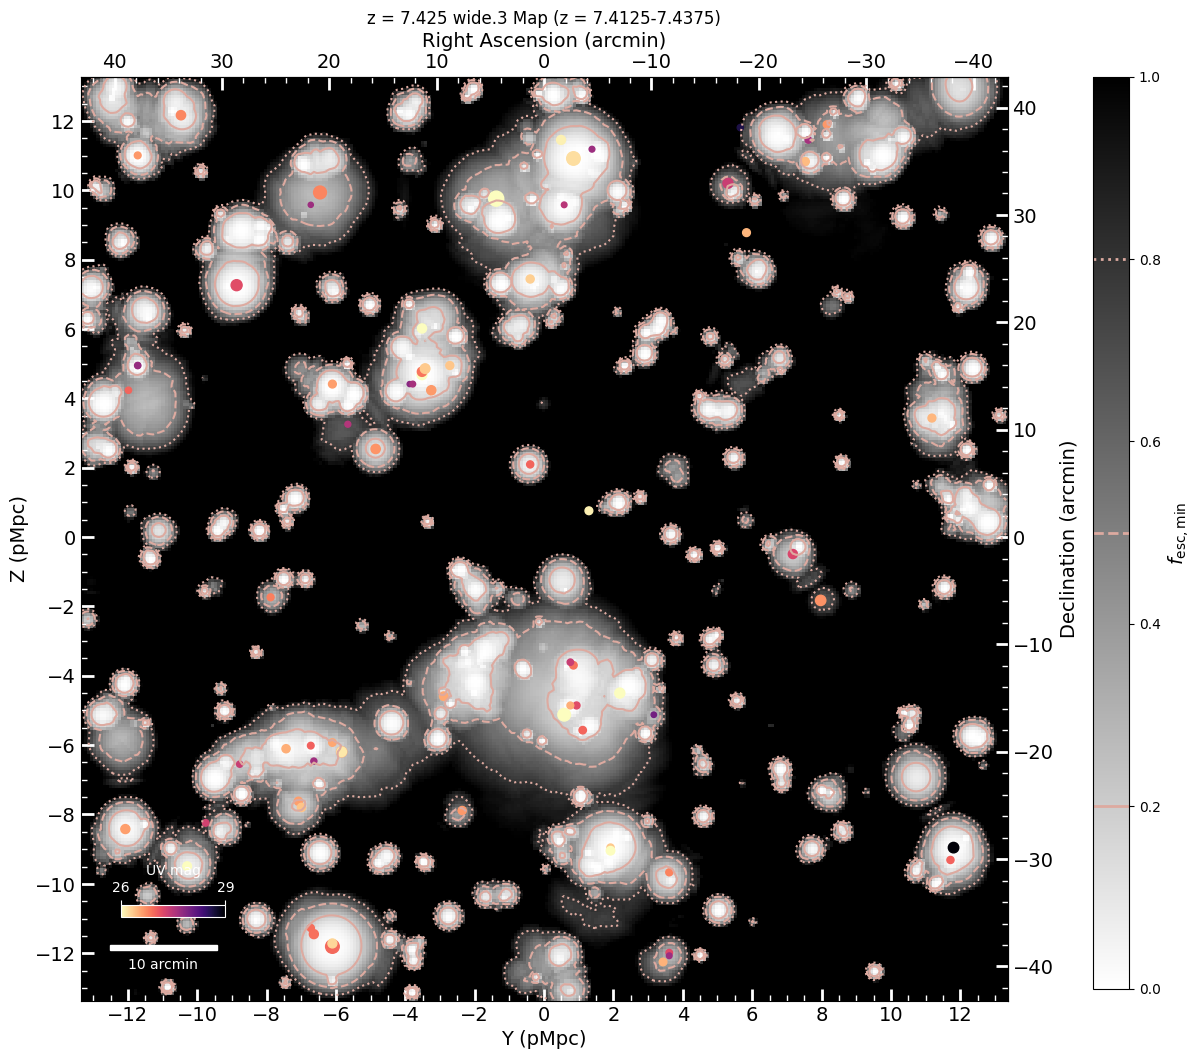 z = 7.425 wide.3 Map (z = 7.4125-7.4375)
Right Ascension (arcmin)
40 30 20 10 0 −10 −20 −30 −40
12 10 8 6 4 2 0 −2 −4 −6 −8 −10 −12
Z (pMpc)
40 30 20 10 0 −10 −20 −30 −40
Declination (arcmin)
1.0 0.8 0.6 0.4 0.2 0.0
f_esc,min
UV mag
26 29
10 arcmin
−12 −10 −8 −6 −4 −2 0 2 4 6 8 10 12
Y (pMpc)